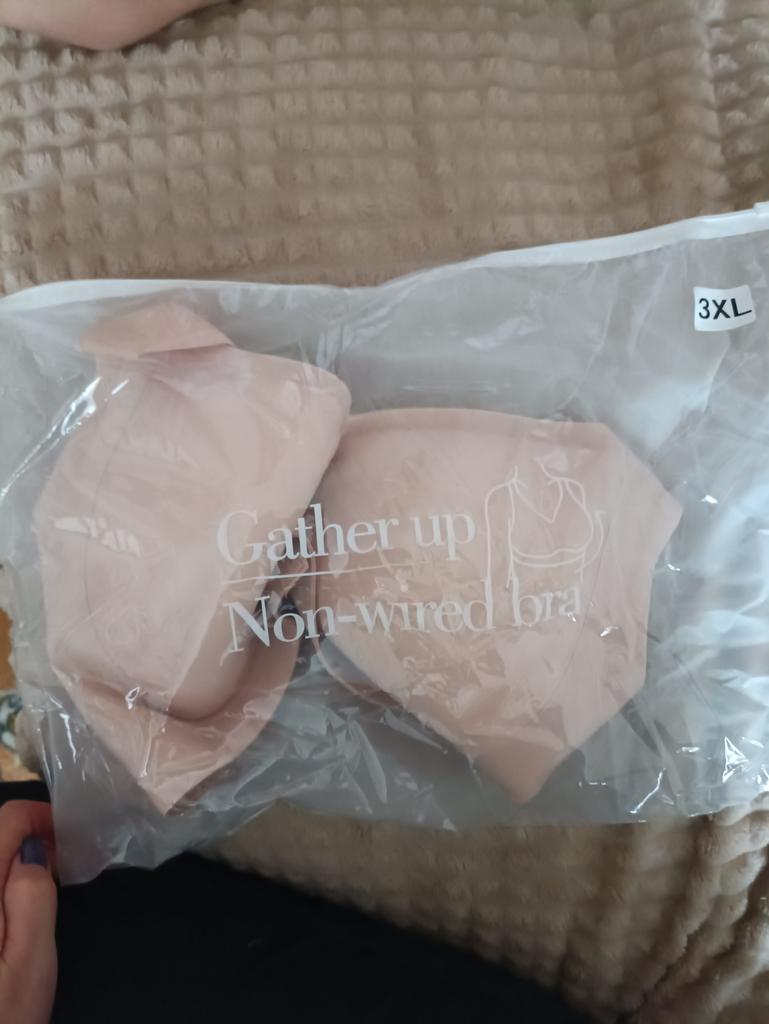 3XL
Gather up
Non-wired bra